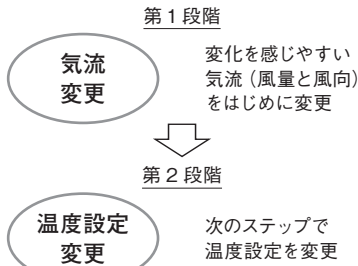 第1段階
気流
変更
変化を感じやすい
気流（風量と風向）
をはじめに変更
第2段階
温度設定
変更
次のステップで
温度設定を変更